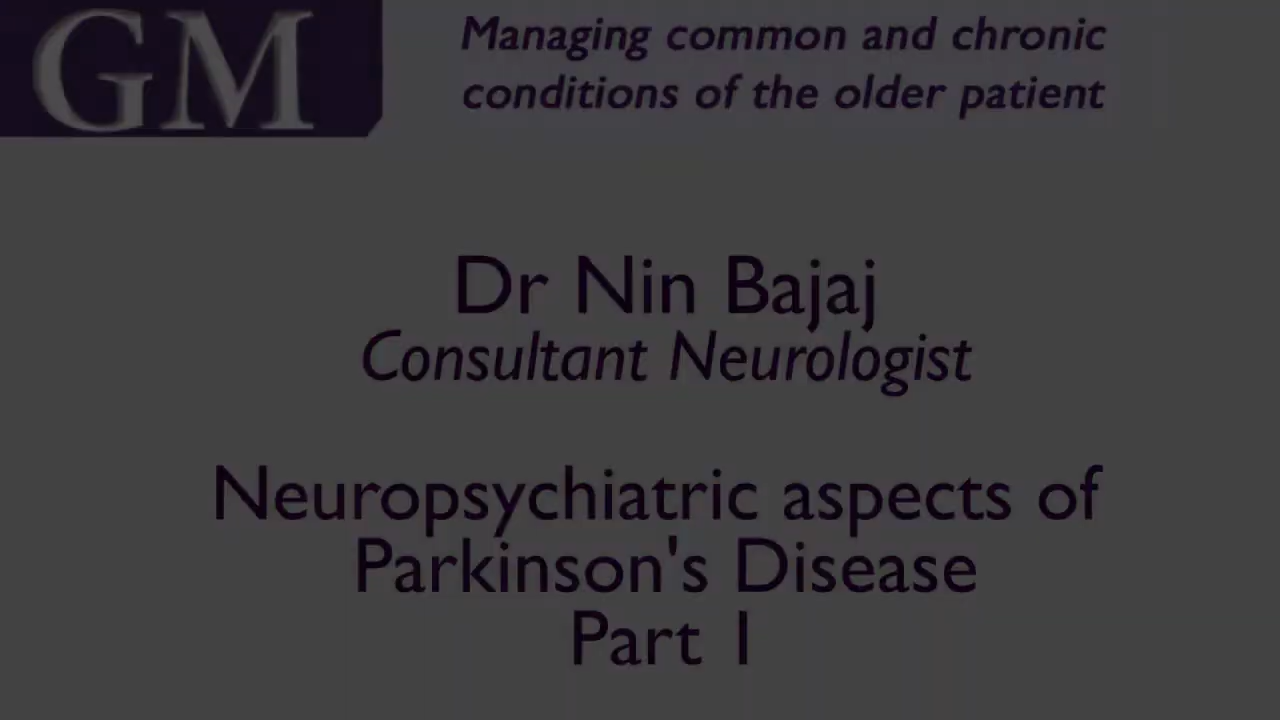 GM
Managing common and chronic
conditions of the older patient
Dr Nin Bajaj
Consultant Neurologist
Neuropsychiatric aspects of
Parkinson's Disease
Part 1